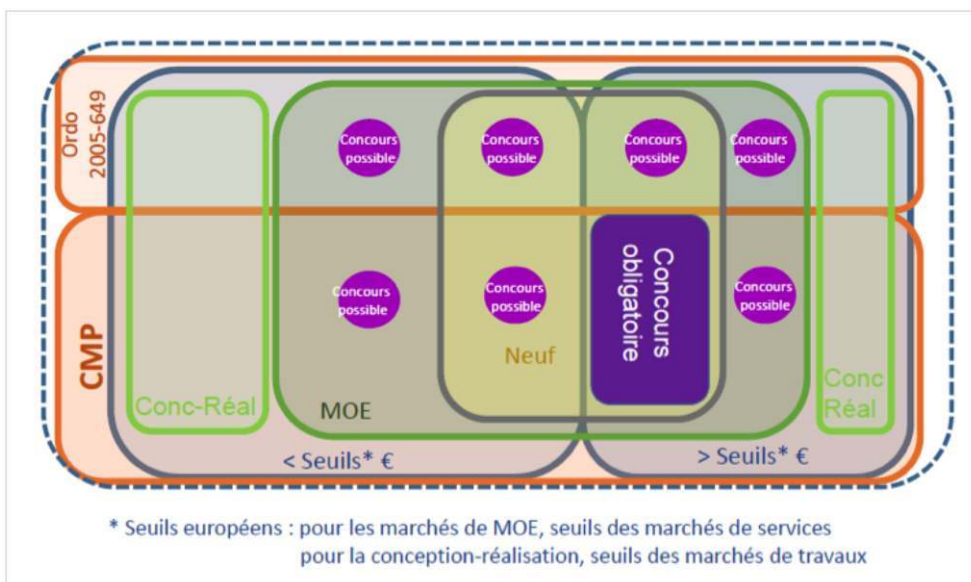 Ordo
2005-649
Concours
possible
Concours
possible
Concours
possible
Concours
possible
CMP
Concours
possible
Concours
possible
Concours
obligatoire
Concours
possible
Neuf
Conc-Réal
MOE
Conc
Réal
< Seuils* €
> Seuils* €
* Seuils européens : pour les marchés de MOE, seuils des marchés de services
pour la conception-réalisation, seuils des marchés de travaux